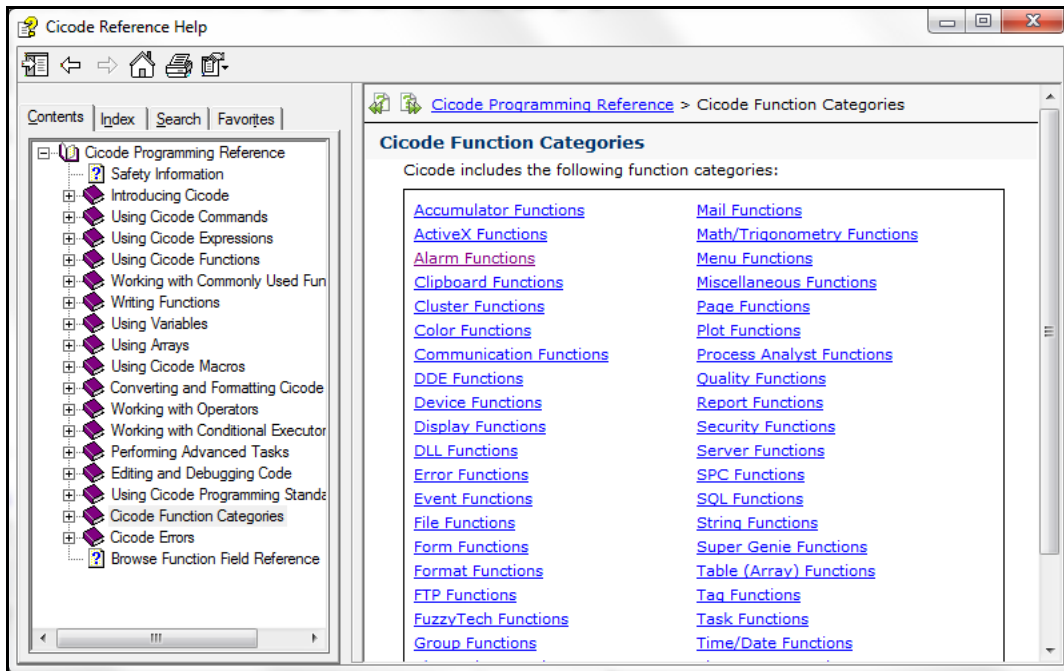 Cicode Reference Help
Contents Index Search Favorites
Cicode Programming Reference
Safety Information
Introducing Cicode
Using Cicode Commands
Using Cicode Expressions
Using Cicode Functions
Working with Commonly Used Fun
Writing Functions
Using Variables
Using Arrays
Using Cicode Macros
Converting and Formatting Cicode
Working with Operators
Working with Conditional Executor
Performing Advanced Tasks
Editing and Debugging Code
Using Cicode Programming Standa
Cicode Function Categories
Cicode Errors
Browse Function Field Reference
Cicode Programming Reference > Cicode Function Categories
Cicode Function Categories
Cicode includes the following function categories:
Accumulator Functions
ActiveX Functions
Alarm Functions
Clipboard Functions
Cluster Functions
Color Functions
Communication Functions
DDE Functions
Device Functions
Display Functions
DLL Functions
Error Functions
Event Functions
File Functions
Form Functions
Format Functions
FTP Functions
FuzzyTech Functions
Group Functions
Mail Functions
Math/Trigonometry Functions
Menu Functions
Miscellaneous Functions
Page Functions
Plot Functions
Process Analyst Functions
Quality Functions
Report Functions
Security Functions
Server Functions
SPC Functions
SQL Functions
String Functions
Super Genie Functions
Table (Array) Functions
Tag Functions
Task Functions
Time/Date Functions